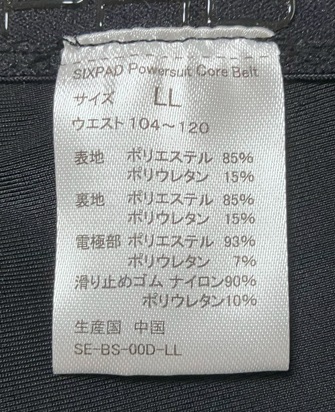 SIXPAD Powersuit Core Belt
サイズ LL
ウエスト 104～120
表地 ポリエステル 85%
ポリウレタン 15%
裏地 ポリエステル 85%
ポリウレタン 15%
電極部 ポリエステル 93%
ポリウレタン 7%
滑り止めゴム ナイロン90%
ポリウレタン10%
生産国 中国
SE-BS-00D-LL